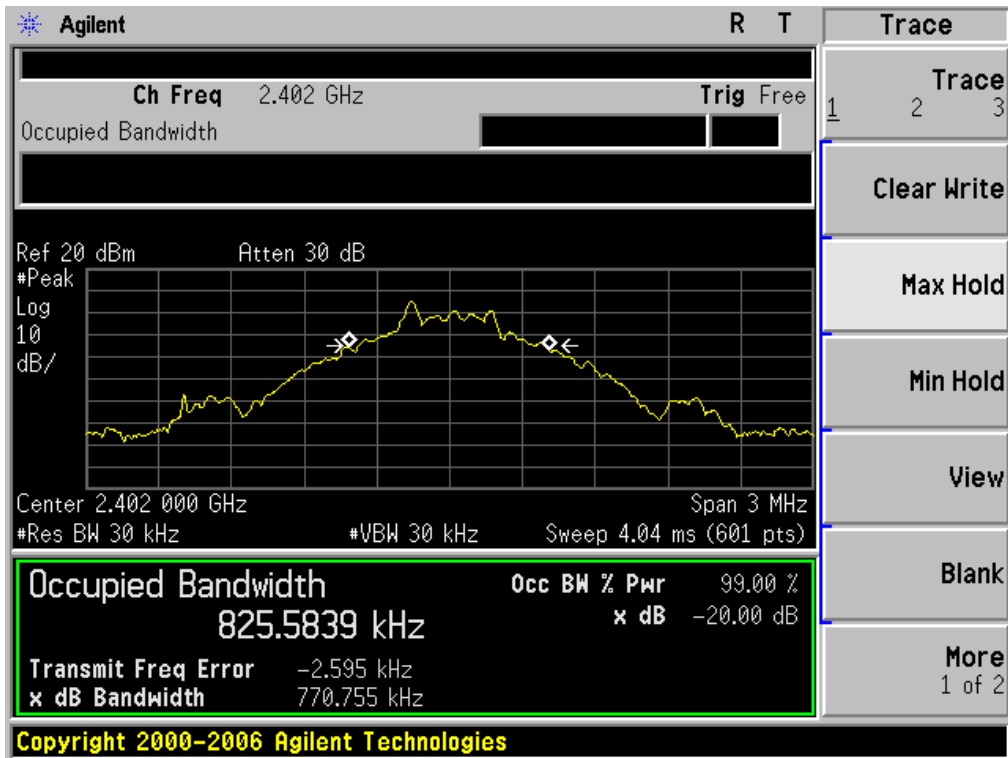 Agilent R T Trace
Ch Freq 2.402 GHz Trig Free
Occupied Bandwidth
Ref 20 dBm Atten 30 dB
#Peak
Log
10
dB/
Center 2.402 000 GHz Span 3 MHz
#Res BW 30 kHz #VBW 30 kHz Sweep 4.04 ms (601 pts)
Occupied Bandwidth Occ BW % Pwr 99.00 %
825.5839 kHz x dB -20.00 dB
Transmit Freq Error -2.595 kHz
x dB Bandwidth 770.755 kHz
Copyright 2000-2006 Agilent Technologies
Trace
1 2 3
Clear Write
Max Hold
Min Hold
View
Blank
More
1 of 2